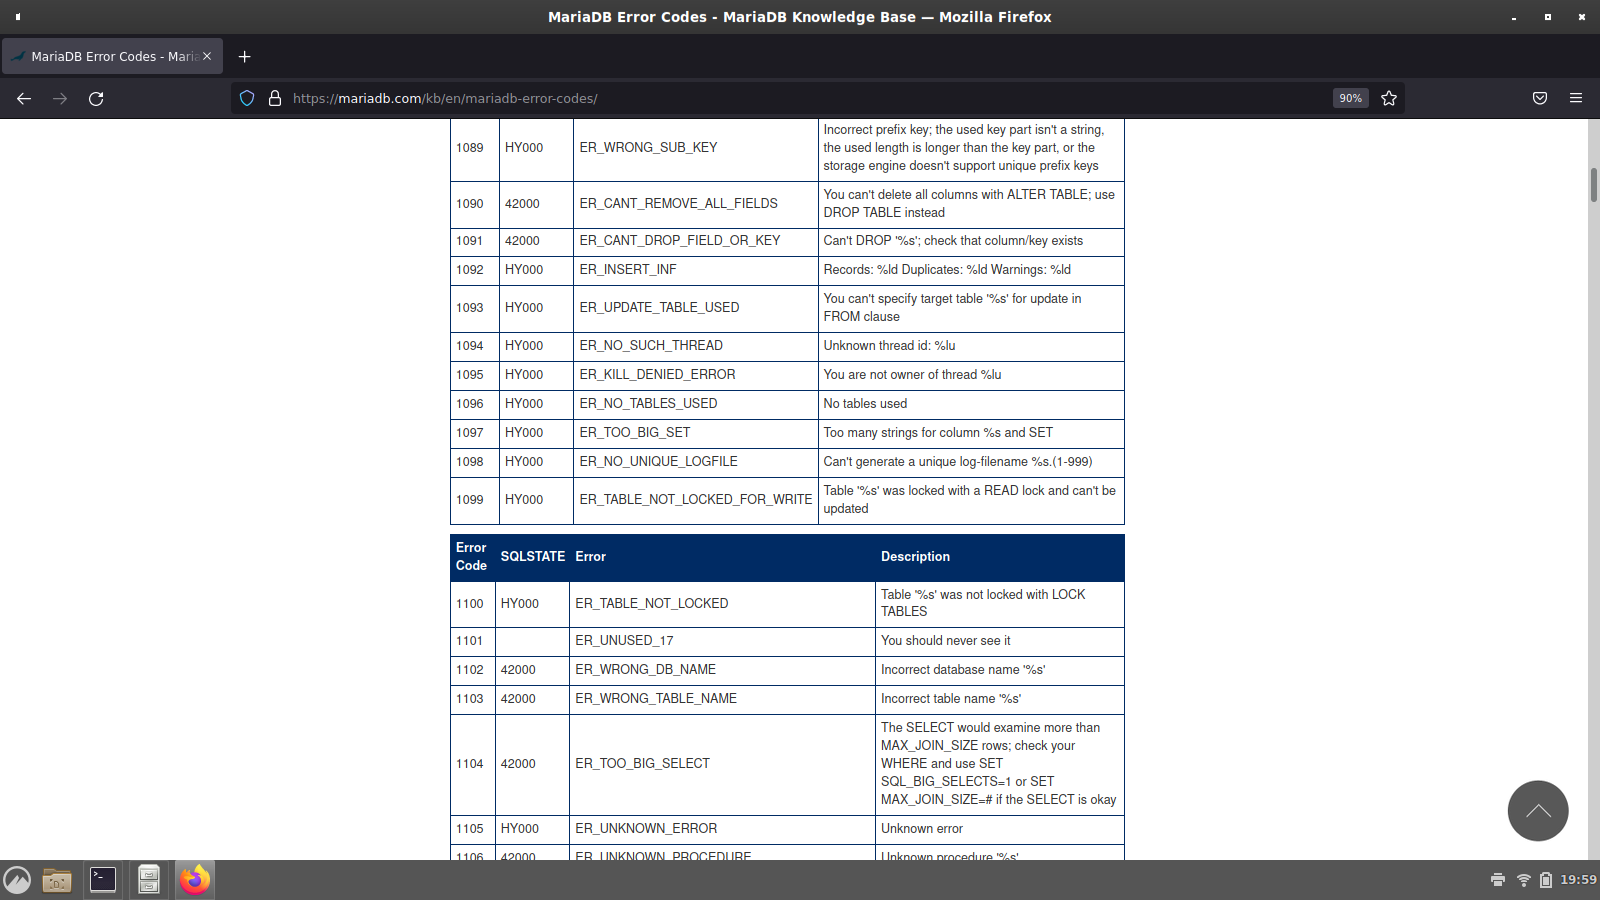 MariaDB Error Codes - MariaDB Knowledge Base — Mozilla Firefox
MariaDB Error Codes - Maria
https://mariadb.com/kb/en/mariadb-error-codes/
90%
1089 HY000 ER_WRONG_SUB_KEY Incorrect prefix key; the used key part isn't a string,
the used length is longer than the key part, or the
storage engine doesn't support unique prefix keys
1090 42000 ER_CANT_REMOVE_ALL_FIELDS You can't delete all columns with ALTER TABLE; use
DROP TABLE instead
1091 42000 ER_CANT_DROP_FIELD_OR_KEY Can't DROP '%s'; check that column/key exists
1092 HY000 ER_INSERT_INF Records: %ld Duplicates: %ld Warnings: %ld
1093 HY000 ER_UPDATE_TABLE_USED You can't specify target table '%s' for update in
FROM clause
1094 HY000 ER_NO_SUCH_THREAD Unknown thread id: %lu
1095 HY000 ER_KILL_DENIED_ERROR You are not owner of thread %lu
1096 HY000 ER_NO_TABLES_USED No tables used
1097 HY000 ER_TOO_BIG_SET Too many strings for column %s and SET
1098 HY000 ER_NO_UNIQUE_LOGFILE Can't generate a unique log-filename %s.(1-999)
1099 HY000 ER_TABLE_NOT_LOCKED_FOR_WRITE Table '%s' was locked with a READ lock and can't be
updated
Error
Code SQLSTATE Error Description
1100 HY000 ER_TABLE_NOT_LOCKED Table '%s' was not locked with LOCK
TABLES
1101 ER_UNUSED_17 You should never see it
1102 42000 ER_WRONG_DB_NAME Incorrect database name '%s'
1103 42000 ER_WRONG_TABLE_NAME Incorrect table name '%s'
1104 42000 ER_TOO_BIG_SELECT The SELECT would examine more than
MAX_JOIN_SIZE rows; check your
WHERE and use SET
SQL_BIG_SELECTS=1 or SET
MAX_JOIN_SIZE=# if the SELECT is okay
1105 HY000 ER_UNKNOWN_ERROR Unknown error
1106 42000 ER_UNKNOWN_PROCEDURE Unknown procedure '%s'
19:59